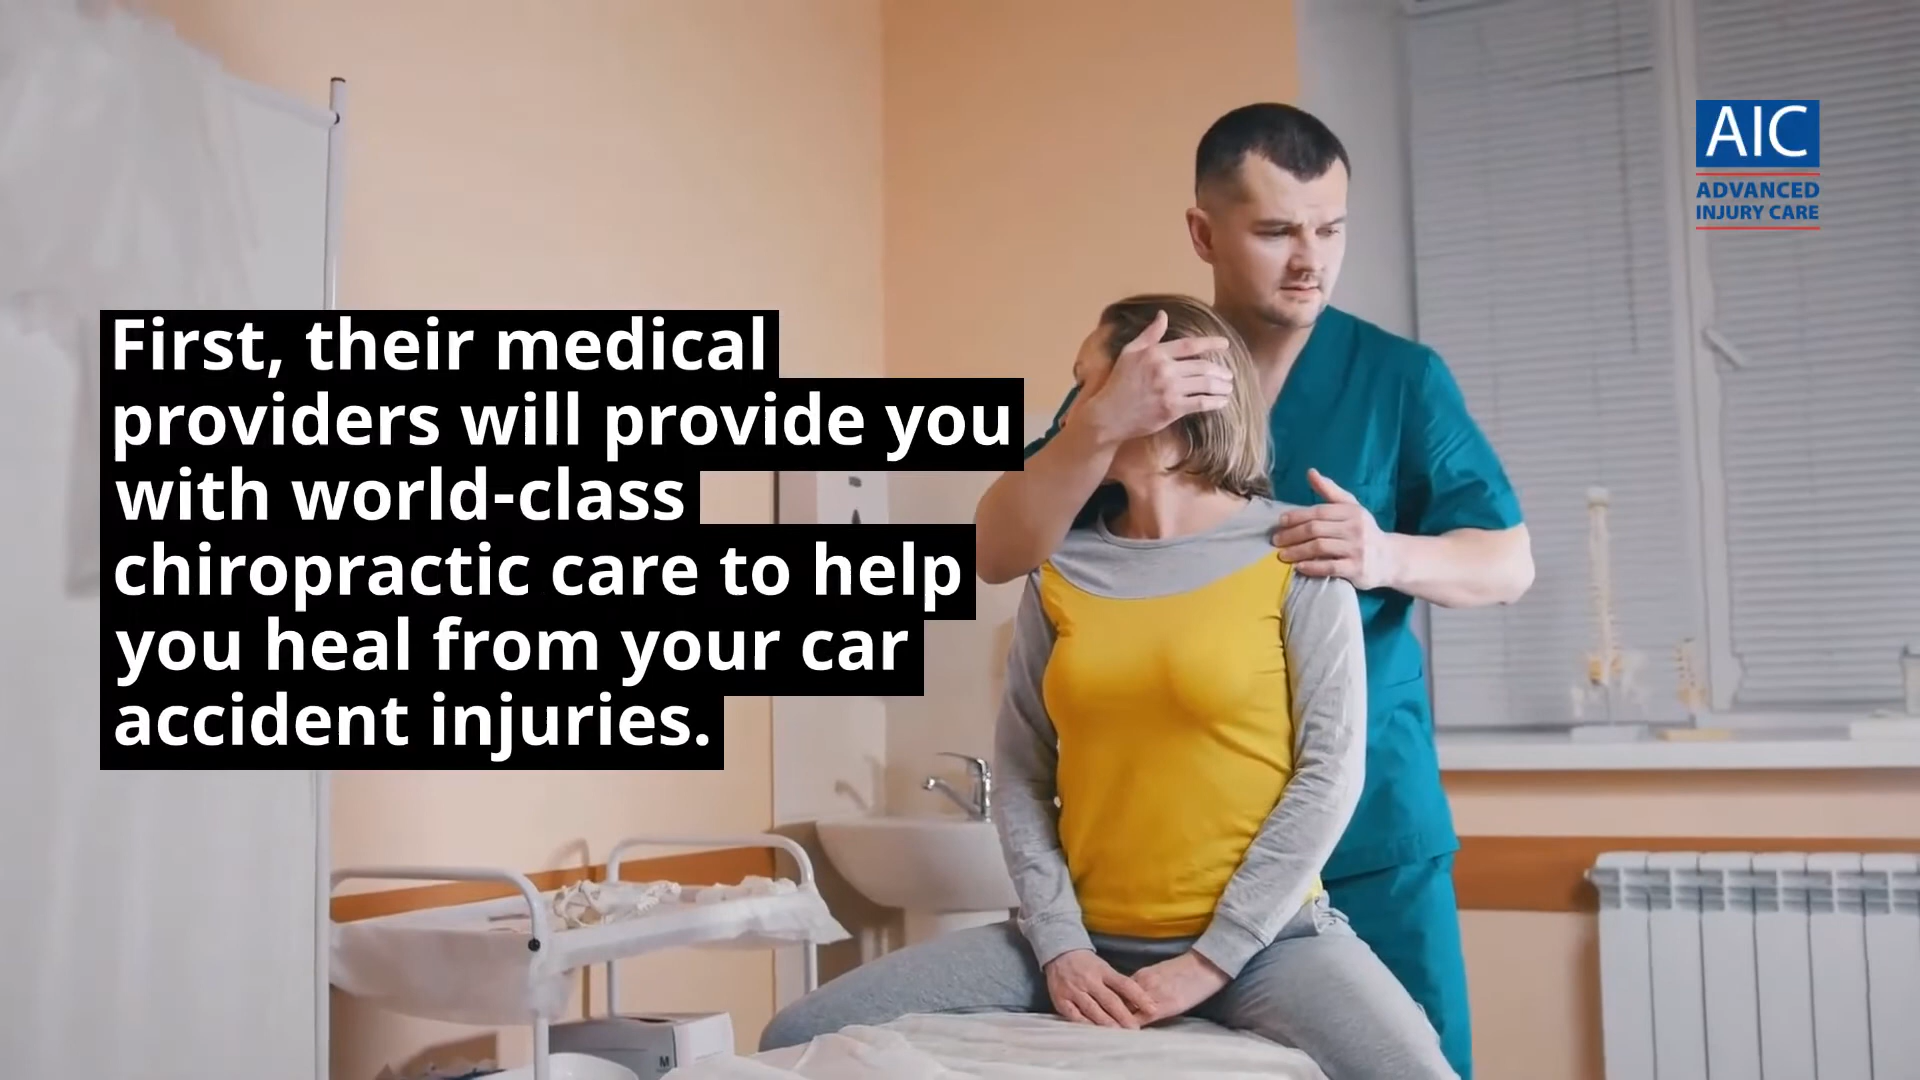 First, their medical
providers will provide you
with world-class
chiropractic care to help
you heal from your car
accident injuries.
AIC
ADVANCED
INJURY CARE
M